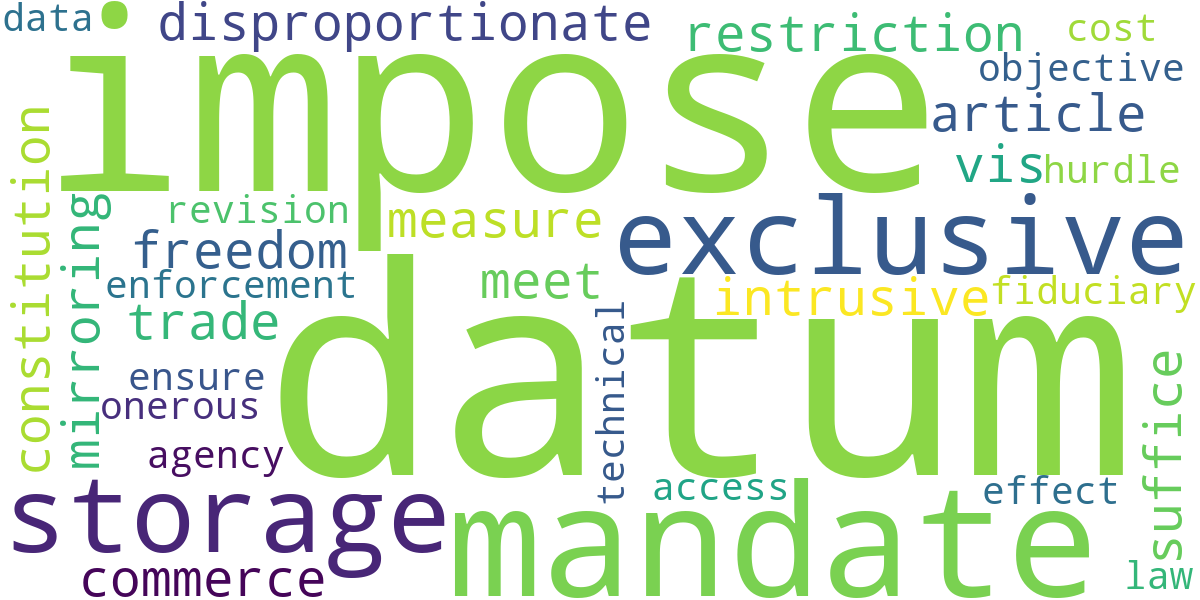 data
disproportionate
restriction
cost
impose
objective
article
constitution
vis
hurdle
mirroring
revision
measure
exclusive
freedom
enforcement
meet
intrusive
fiduciary
trade
datum
technical
ensure
onerous
suffice
agency
storage
access
effect
mandate
commerce
law